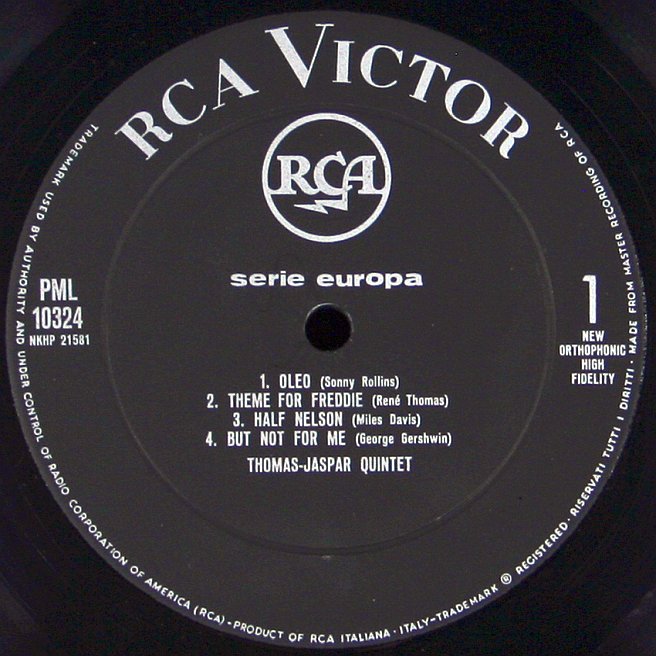 RCA VICTOR
RCA
serie europa
PML
10324
NKHP 21581
1
NEW
ORTHOPHONIC
HIGH
FIDELITY
1. OLEO (Sonny Rollins)
2. THEME FOR FREDDIE (René Thomas)
3. HALF NELSON (Miles Davis)
4. BUT NOT FOR ME (George Gershwin)
THOMAS-JASPAR QUINTET
TRADEMARK USED BY AUTHORITY AND UNDER CONTROL OF RADIO CORPORATION OF AMERICA (RCA)-PRODUCT OF RCA ITALIANA · ITALY-TRADEMARK ® REGISTERED· RISERVATI TUTTI I DIRITTI · MADE FROM MASTER RECORDING OF RCA